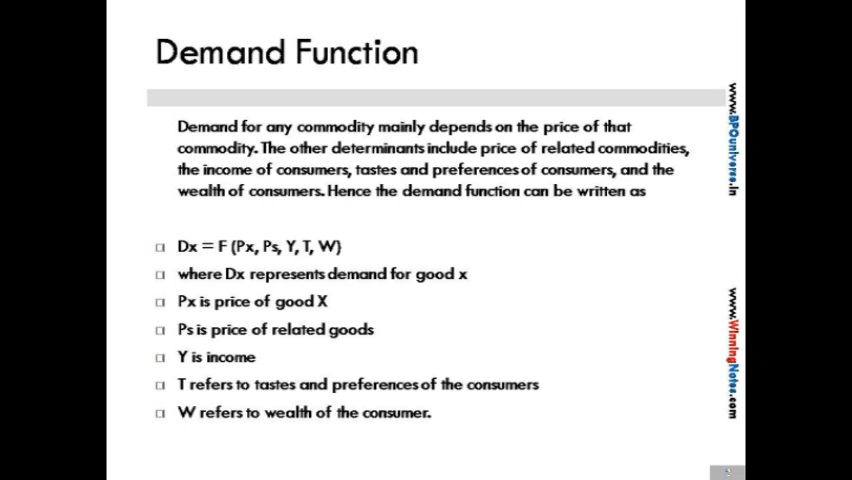 Demand Function
Demand for any commodity mainly depends on the price of that
commodity. The other determinants include price of related commodities,
the income of consumers, tastes and preferences of consumers, and the
wealth of consumers. Hence the demand function can be written as
Dx = F (Px, Ps, Y, T, W)
where Dx represents demand for good x
Px is price of good X
Ps is price of related goods
Y is income
T refers to tastes and preferences of the consumers
W refers to wealth of the consumer.
www.BPOuniverse.in
www.WinningNotes.com